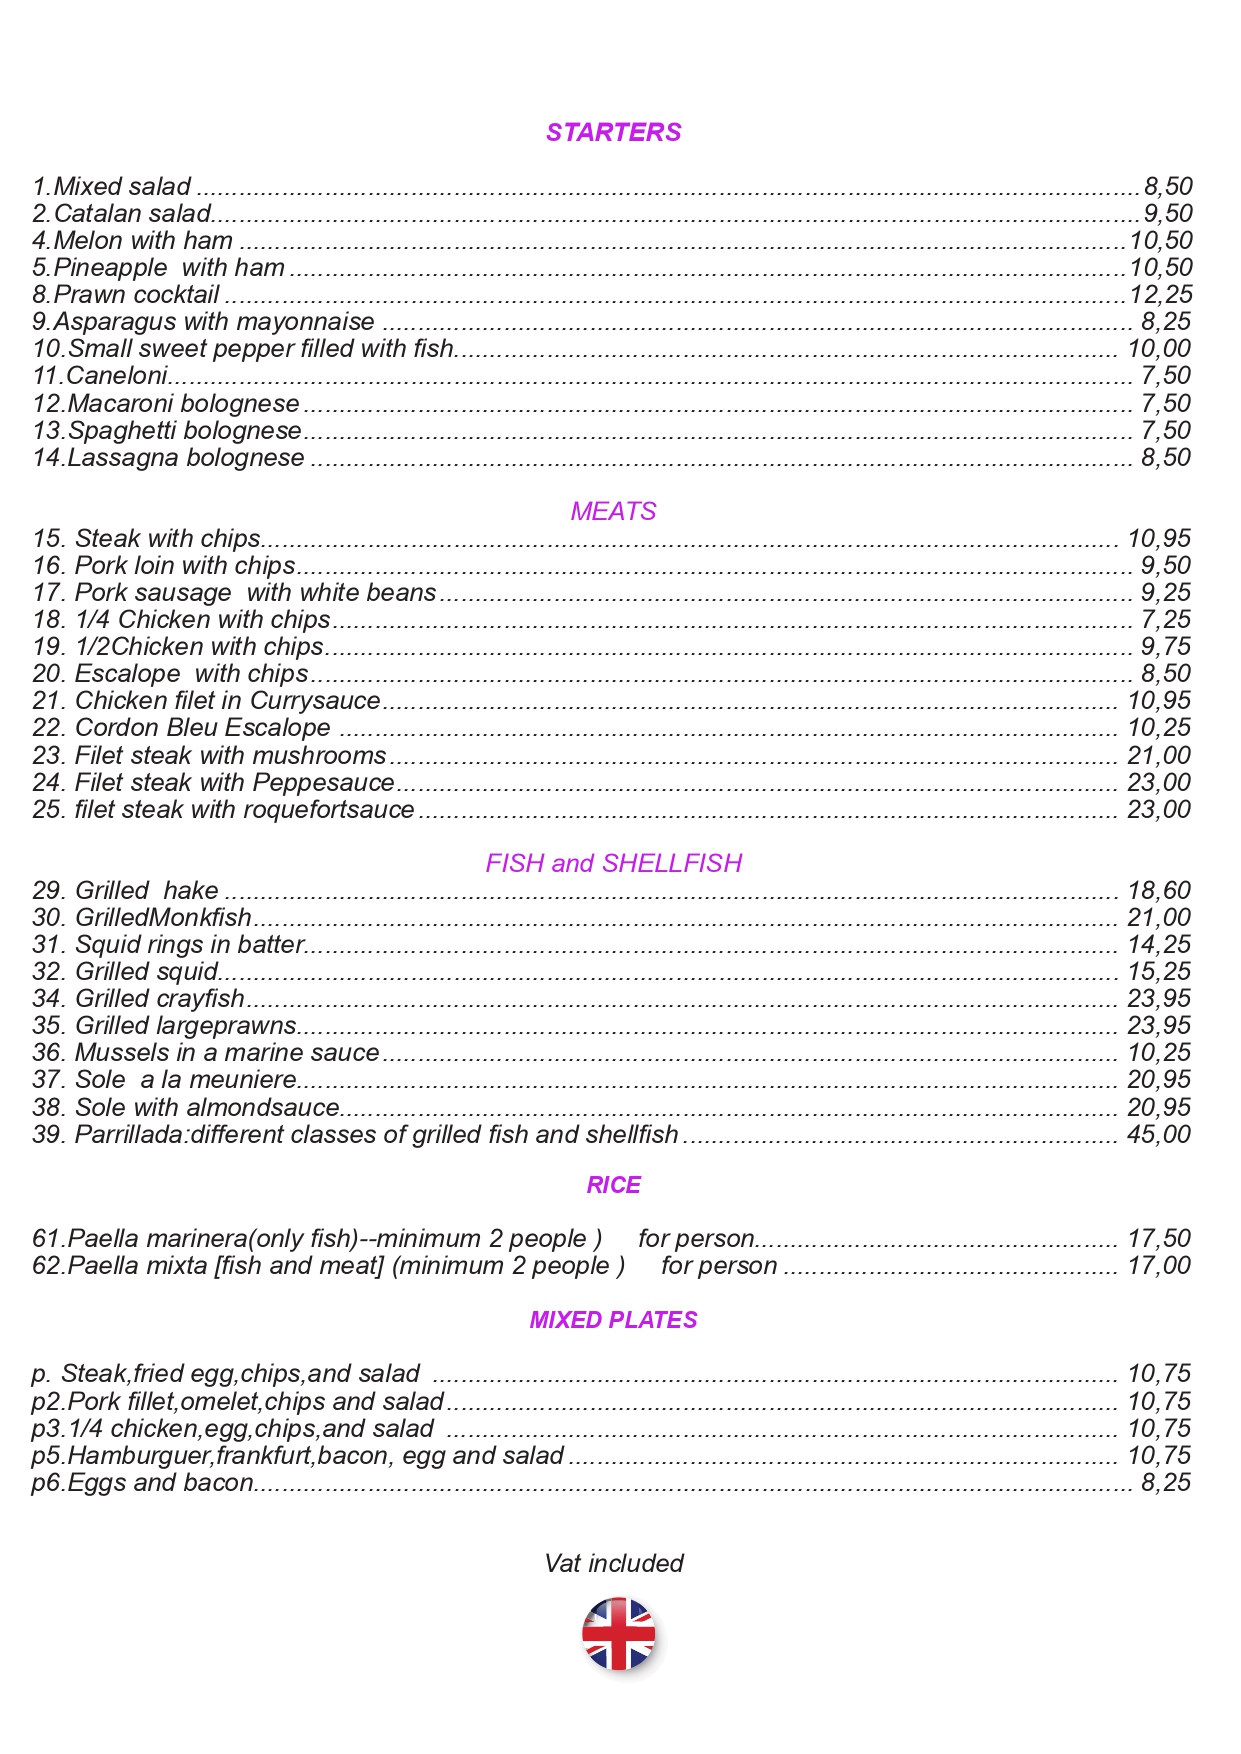 STARTERS
1.Mixed salad ........................ 8,50
2.Catalan salad........................ 9,50
4.Melon with ham ........................ 10,50
5.Pineapple with ham ........................ 10,50
8.Prawn cocktail ........................ 12,25
9.Asparagus with mayonnaise ........................ 8,25
10.Small sweet pepper filled with fish........................ 10,00
11.Caneloni........................ 7,50
12.Macaroni bolognese ........................ 7,50
13.Spaghetti bolognese........................ 7,50
14.Lassagna bolognese ........................ 8,50
MEATS
15. Steak with chips........................ 10,95
16. Pork loin with chips........................ 9,50
17. Pork sausage with white beans ........................ 9,25
18. 1/4 Chicken with chips........................ 7,25
19. 1/2Chicken with chips........................ 9,75
20. Escalope with chips........................ 8,50
21. Chicken filet in Currysauce........................ 10,95
22. Cordon Bleu Escalope ........................ 10,25
23. Filet steak with mushrooms ........................ 21,00
24. Filet steak with Peppesauce........................ 23,00
25. filet steak with roquefortsauce ........................ 23,00
FISH and SHELLFISH
29. Grilled hake ........................ 18,60
30. GrilledMonkfish........................ 21,00
31. Squid rings in batter........................ 14,25
32. Grilled squid........................ 15,25
34. Grilled crayfish........................ 23,95
35. Grilled largeprawns........................ 23,95
36. Mussels in a marine sauce ........................ 10,25
37. Sole a la meuniere........................ 20,95
38. Sole with almondsauce........................ 20,95
39. Parrillada:different classes of grilled fish and shellfish ........................ 45,00
RICE
61.Paella marinera(only fish)--minimum 2 people ) for person........................ 17,50
62.Paella mixta [fish and meat] (minimum 2 people ) for person ........................ 17,00
MIXED PLATES
p. Steak,fried egg,chips,and salad ........................ 10,75
p2.Pork fillet,omelet,chips and salad ........................ 10,75
p3.1/4 chicken,egg,chips,and salad ........................ 10,75
p5.Hamburguer,frankfurt,bacon, egg and salad ........................ 10,75
p6.Eggs and bacon........................ 8,25
Vat included